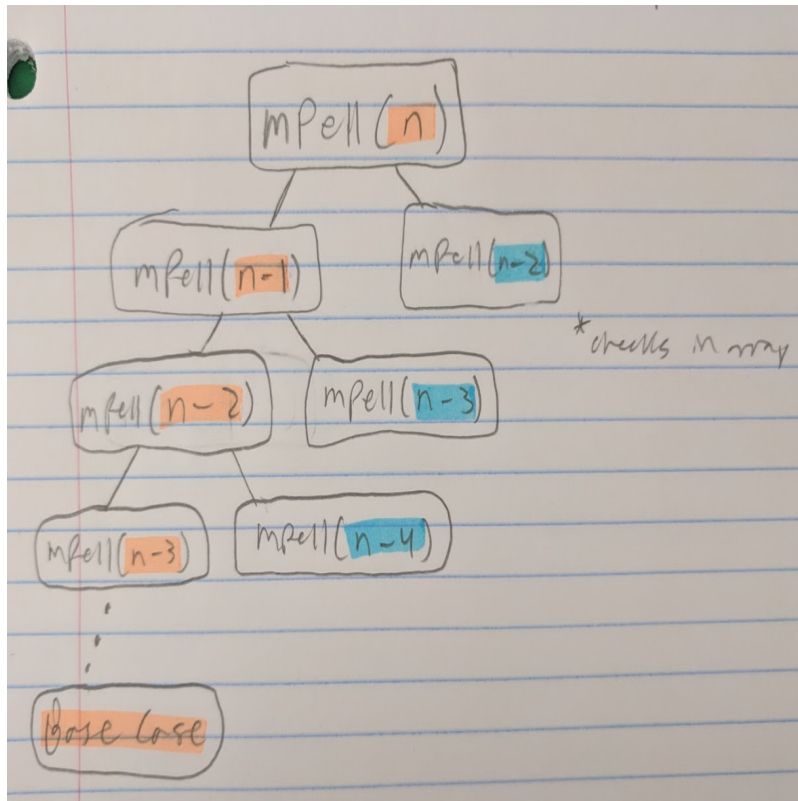 mPell(n)
mPell(n-1)
mPell(n-2)
*checks in array
mPell(n-2)
mPell(n-3)
mPell(n-3)
mPell(n-4)
Base Case